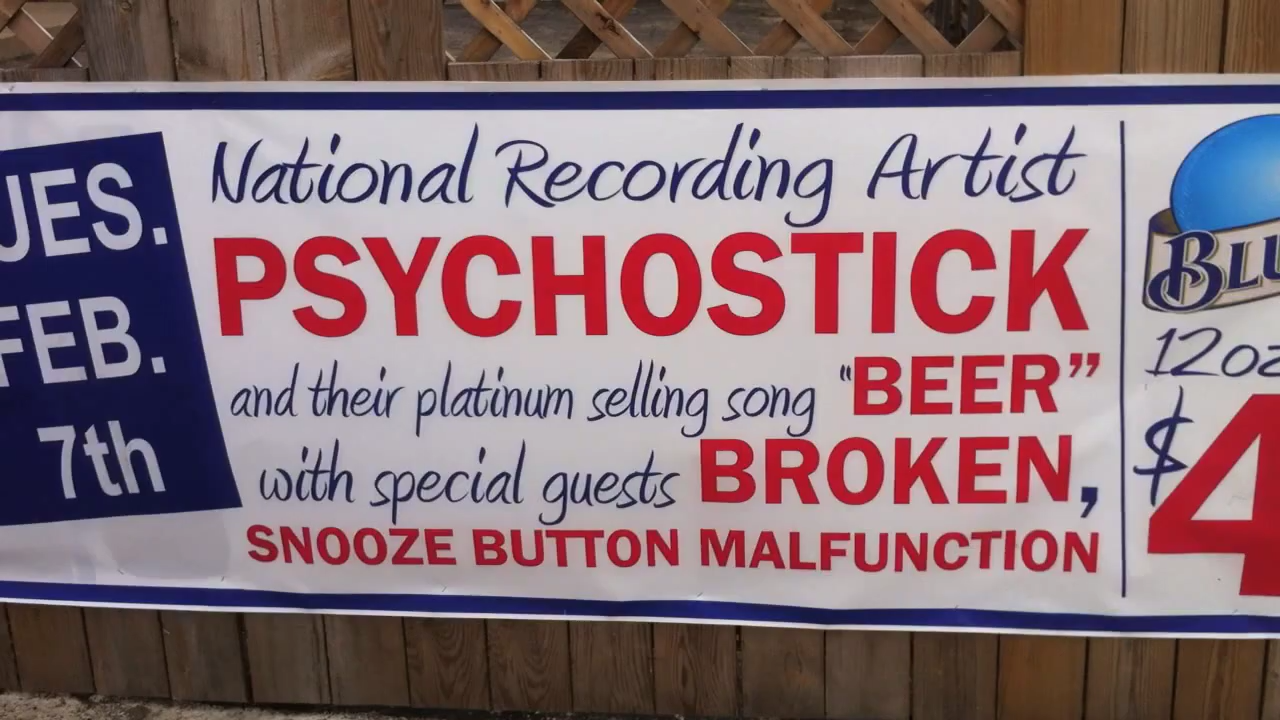 UES.
FEB.
7th
National Recording Artist
PSYCHOSTICK
and their platinum selling song "BEER"
with special guests BROKEN,
SNOOZE BUTTON MALFUNCTION
BLU
12oz
$4